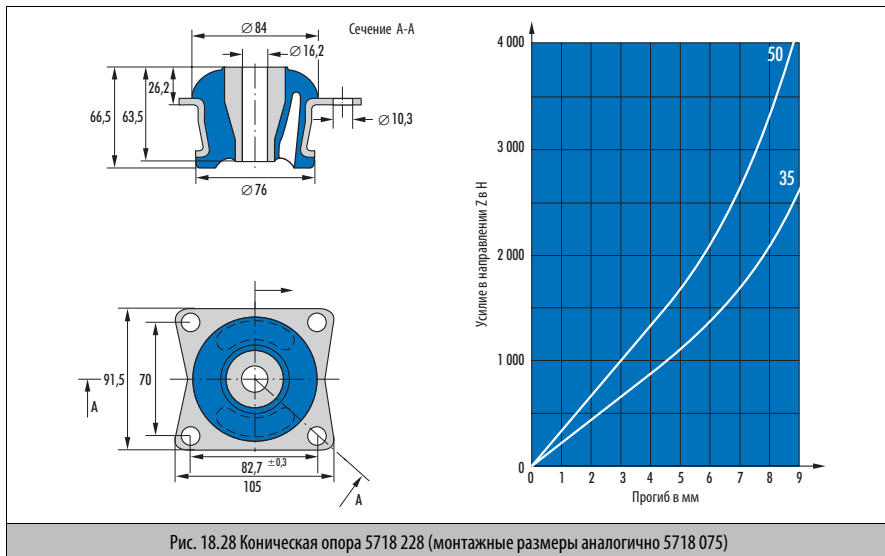 ∅ 84
Сечение А-А
∅ 16,2
26,2
66,5
63,5
∅ 10,3
∅ 76
91,5
70
А
82,7 ±0,3
105
А
Усилие в направлении Z в Н
4 000
3 000
2 000
1 000
0
50
35
0 1 2 3 4 5 6 7 8 9
Прогиб в мм
Рис. 18.28 Коническая опора 5718 228 (монтажные размеры аналогично 5718 075)